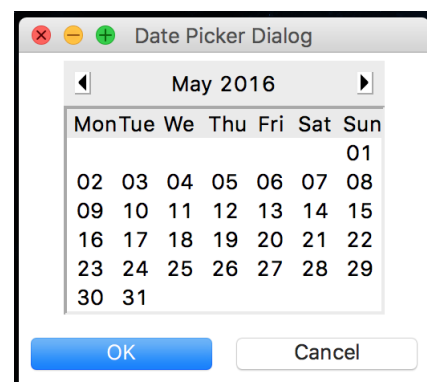 Date Picker Dialog
May 2016
Mon Tue We Thu Fri Sat Sun
01
02 03 04 05 06 07 08
09 10 11 12 13 14 15
16 17 18 19 20 21 22
23 24 25 26 27 28 29
30 31
OK Cancel